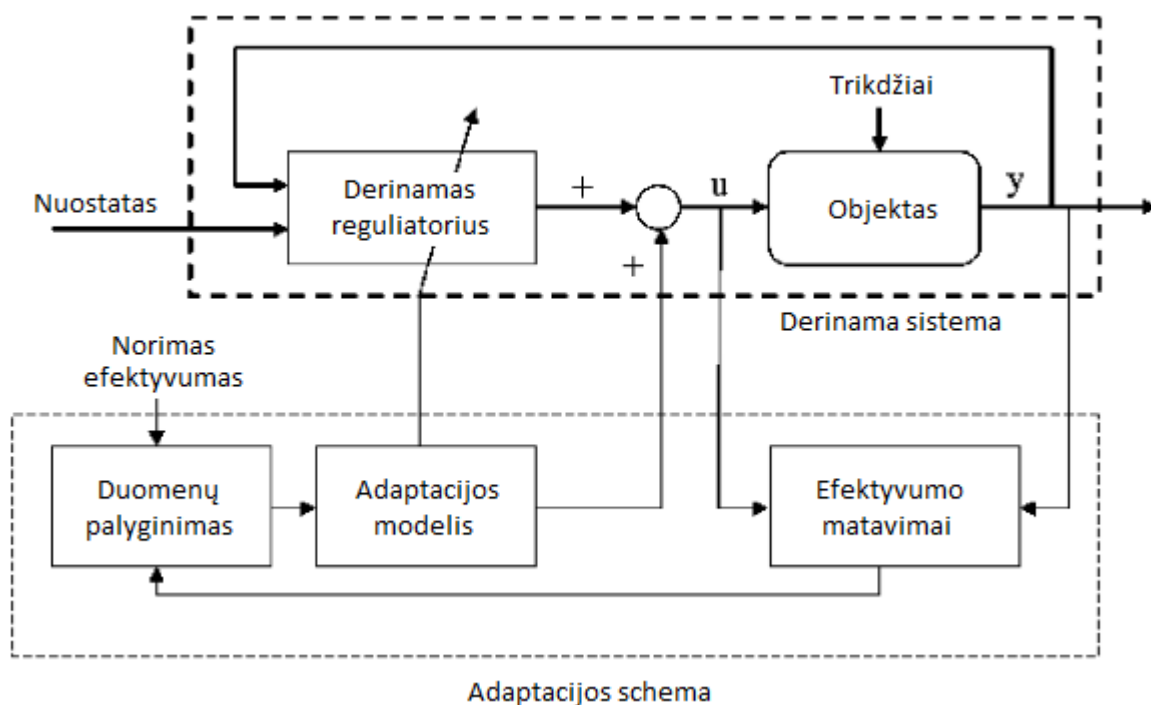 Trikdžiai
Nuostatas
Derinamas
reguliatorius
+
+
u
Objektas
y
Derinama sistema
Norimas
efektyvumas
Duomenų
palyginimas
Adaptacijos
modelis
Efektyvumo
matavimai
Adaptacijos schema